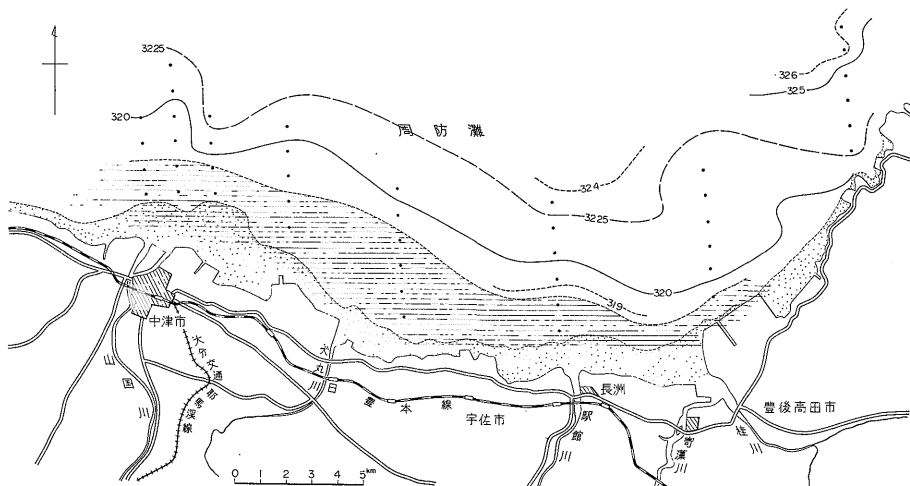 3225
326
325
320
周防灘
324
3225
319
320
中津市
山国川
大分交通耶馬渓線
犬丸川
日豊本線
宇佐市
長洲
駅館川
寄藻川
桂川
豊後高田市
0 1 2 3 4 5km